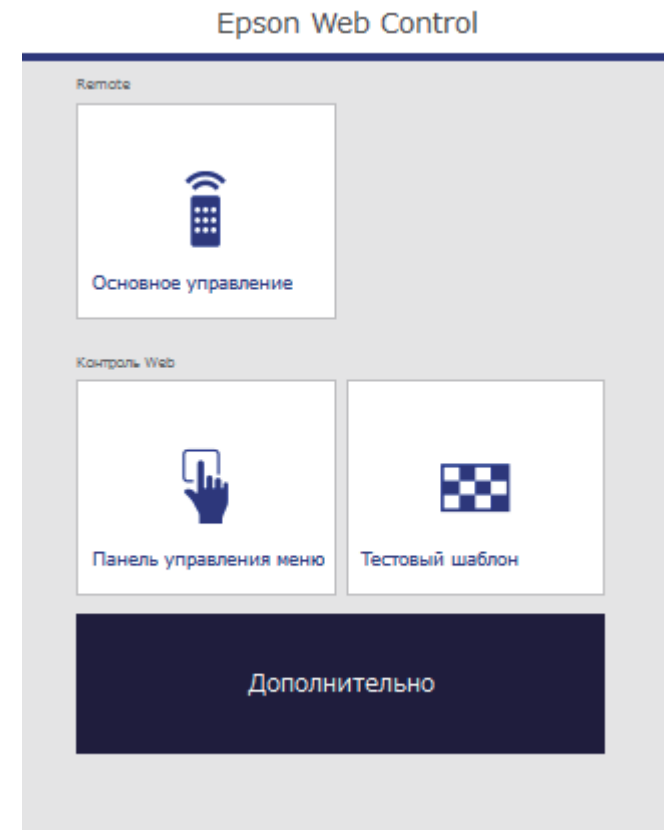 Epson Web Control
Remote
Основное управление
Контроль Web
Панель управления меню
Тестовый шаблон
Дополнительно